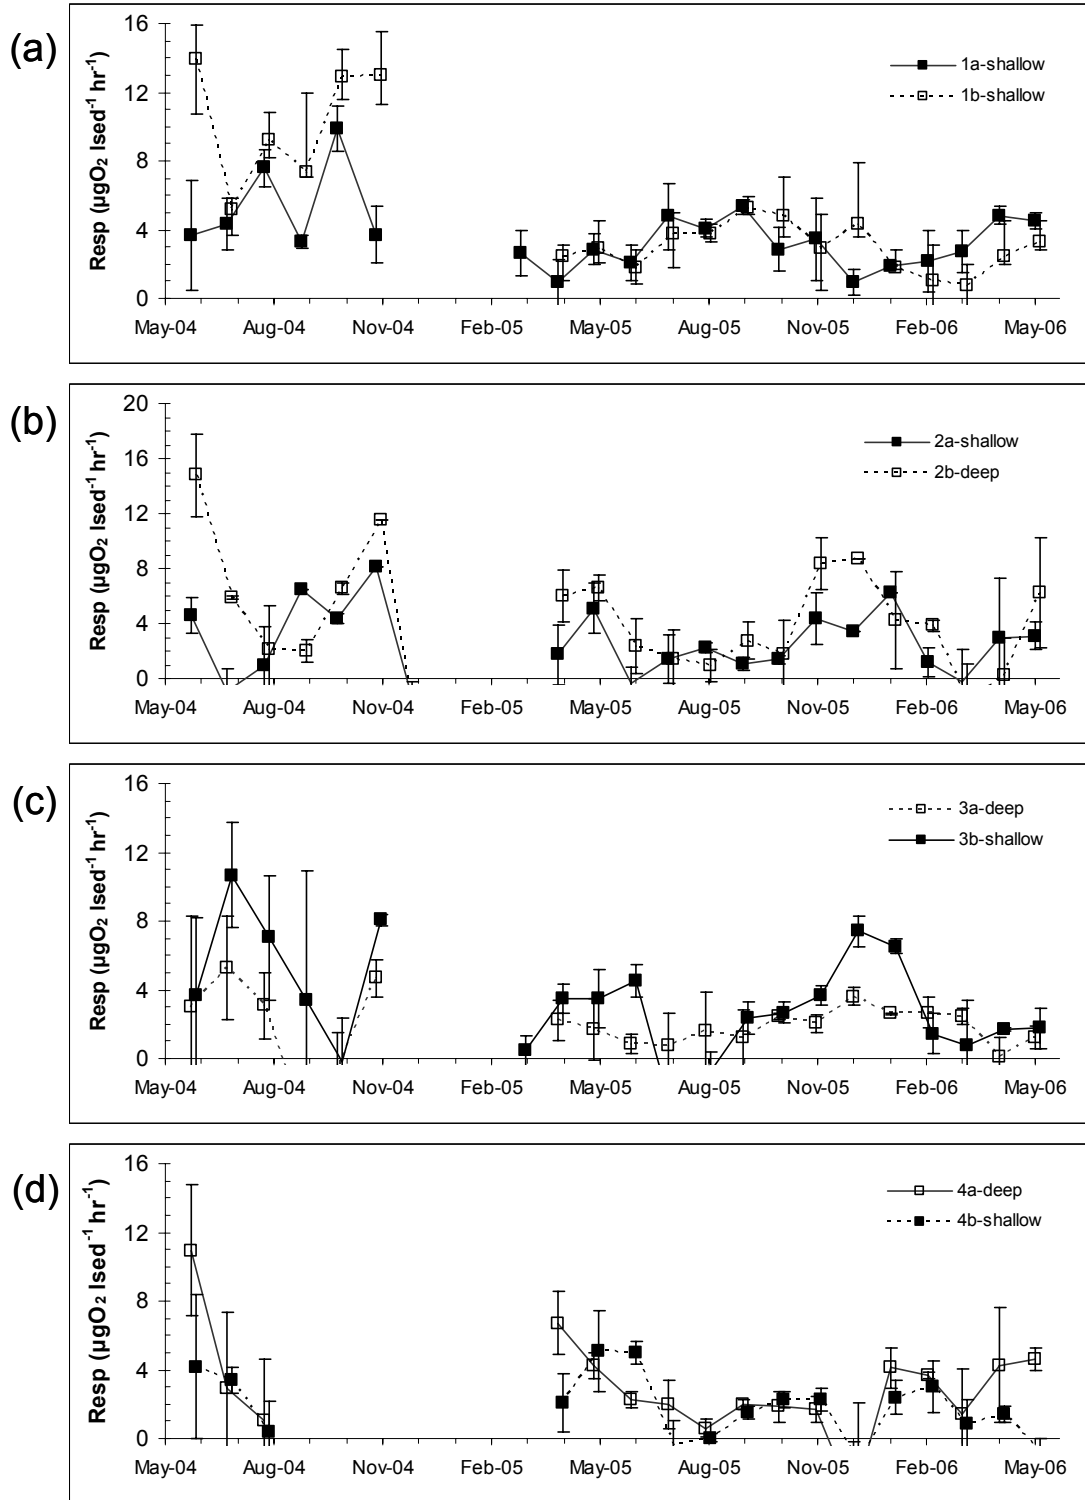 (a)
Resp (µgO₂ lsed⁻¹ hr⁻¹)
16
12
8
4
0
1a-shallow
1b-shallow
May-04 Aug-04 Nov-04 Feb-05 May-05 Aug-05 Nov-05 Feb-06 May-06
(b)
Resp (µgO₂ lsed⁻¹ hr⁻¹)
20
16
12
8
4
0
2a-shallow
2b-deep
May-04 Aug-04 Nov-04 Feb-05 May-05 Aug-05 Nov-05 Feb-06 May-06
(c)
Resp (µgO₂ lsed⁻¹ hr⁻¹)
16
12
8
4
0
3a-deep
3b-shallow
May-04 Aug-04 Nov-04 Feb-05 May-05 Aug-05 Nov-05 Feb-06 May-06
(d)
Resp (µgO₂ lsed⁻¹ hr⁻¹)
16
12
8
4
0
4a-deep
4b-shallow
May-04 Aug-04 Nov-04 Feb-05 May-05 Aug-05 Nov-05 Feb-06 May-06